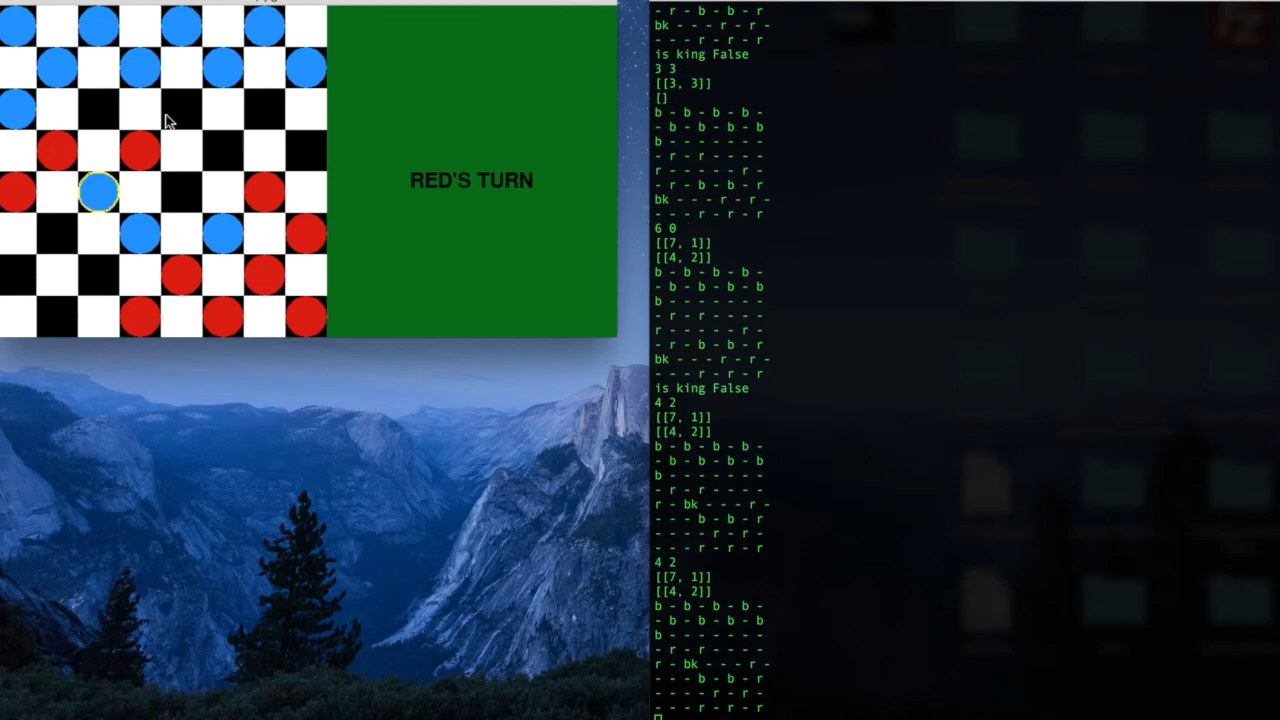 RED'S TURN
- r - b - b - r
bk - - - r - r -
- - - r - r - r
is king False
3 3
[[3, 3]]
[]
b - b - b - b -
- b - b - b - b
b - - - - - - -
- r - r - - - -
r - - - - - r -
- r - b - b - r
bk - - - r - r -
- - - r - r - r
6 0
[[7, 1]]
[[4, 2]]
b - b - b - b -
- b - b - b - b
b - - - - - - -
- r - r - - - -
r - - - - - r -
- r - b - b - r
bk - - - r - r -
- - - r - r - r
is king False
4 2
[[7, 1]]
[[4, 2]]
b - b - b - b -
- b - b - b - b
b - - - - - - -
- r - r - - - -
r - bk - - - r -
- - - b - b - r
- - - - r - r -
- - - r - r - r
4 2
[[7, 1]]
[[4, 2]]
b - b - b - b -
- b - b - b - b
b - - - - - - -
- r - r - - - -
r - bk - - - r -
- - - b - b - r
- - - - r - r -
- - - r - r - r